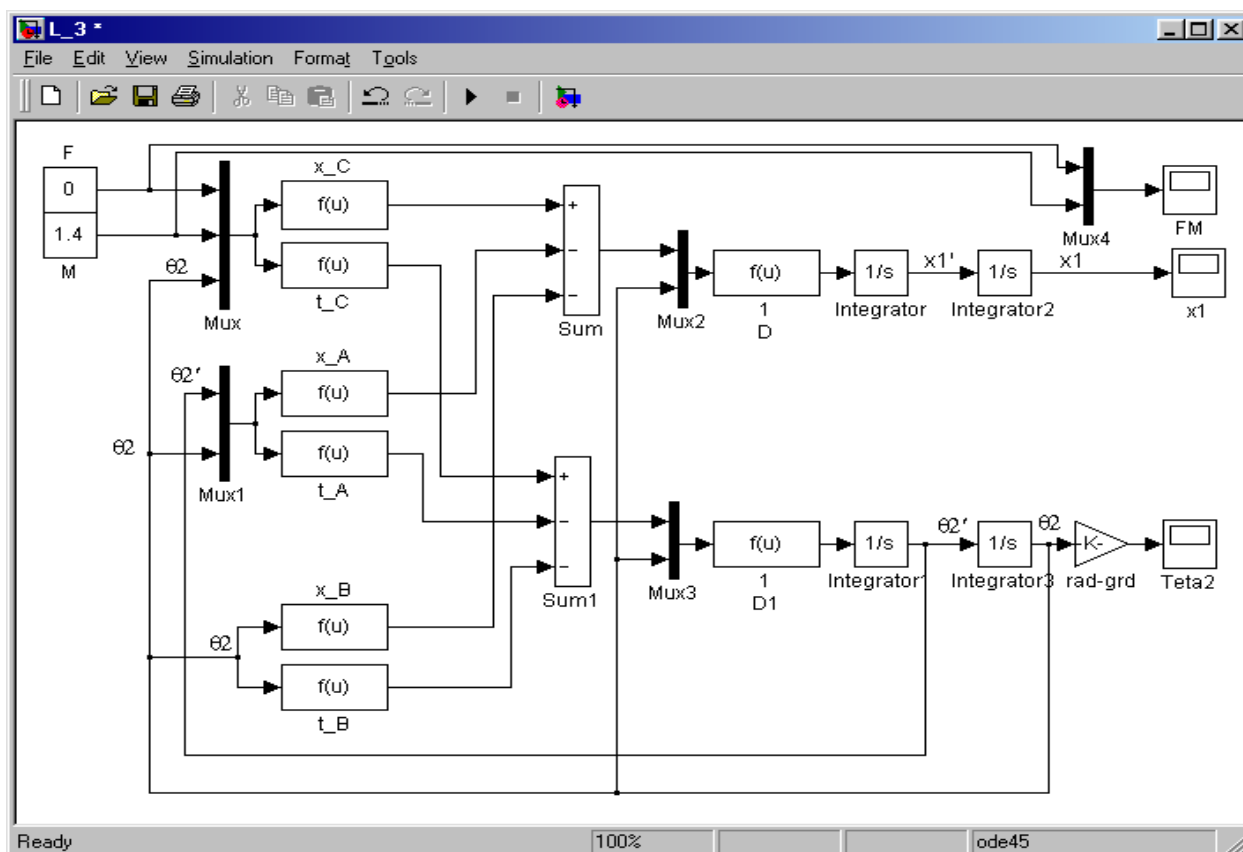 L_3 *
File Edit View Simulation Format Tools
F
0
1.4
M
θ2
Mux
x_C
f(u)
f(u)
t_C
+
−
−
Sum
Mux2
f(u)
1
D
1/s
Integrator
x1'
1/s
Integrator2
x1
Mux4
FM
x1
θ2'
θ2
Mux1
x_A
f(u)
f(u)
t_A
+
−
−
Sum1
Mux3
f(u)
1
D1
1/s
Integrator1
θ2'
1/s
Integrator3
θ2
-K-
rad-grd
Teta2
θ2
x_B
f(u)
f(u)
t_B
Ready 100% ode45